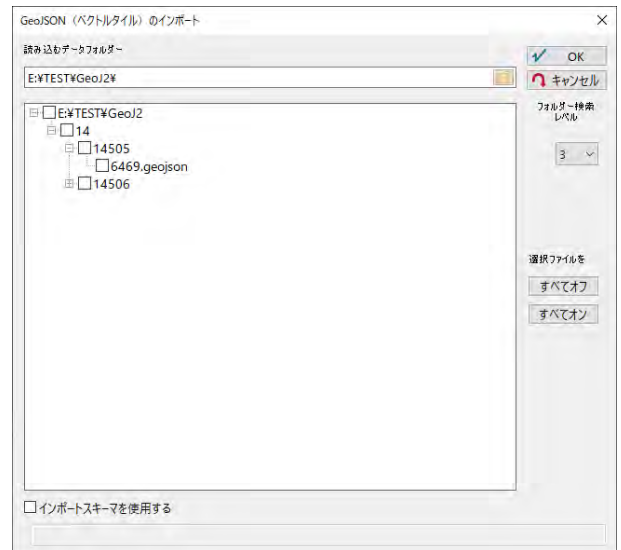 GeoJSON（ベクトルタイル）のインポート
読み込むデータフォルダー
E:¥TEST¥GeoJ2¥
OK
キャンセル
フォルダー検索
レベル
3
E:¥TEST¥GeoJ2
14
14505
6469.geojson
14506
選択ファイルを
すべてオフ
すべてオン
インポートスキーマを使用する